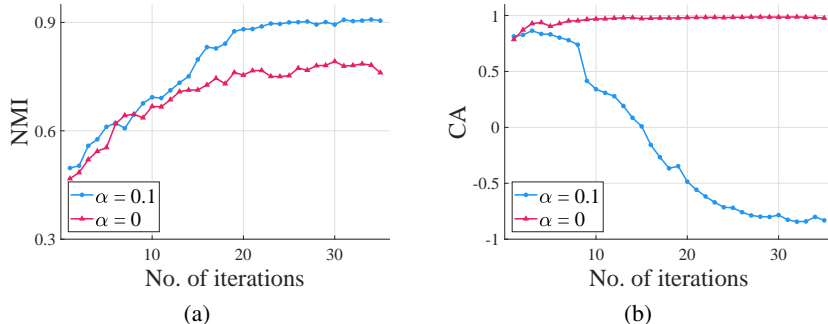 0.9
0.6
0.3
NMI
α = 0.1
α = 0
10
20
30
No. of iterations
(a)
1
0.5
0
-0.5
-1
CA
α = 0.1
α = 0
10
20
30
No. of iterations
(b)